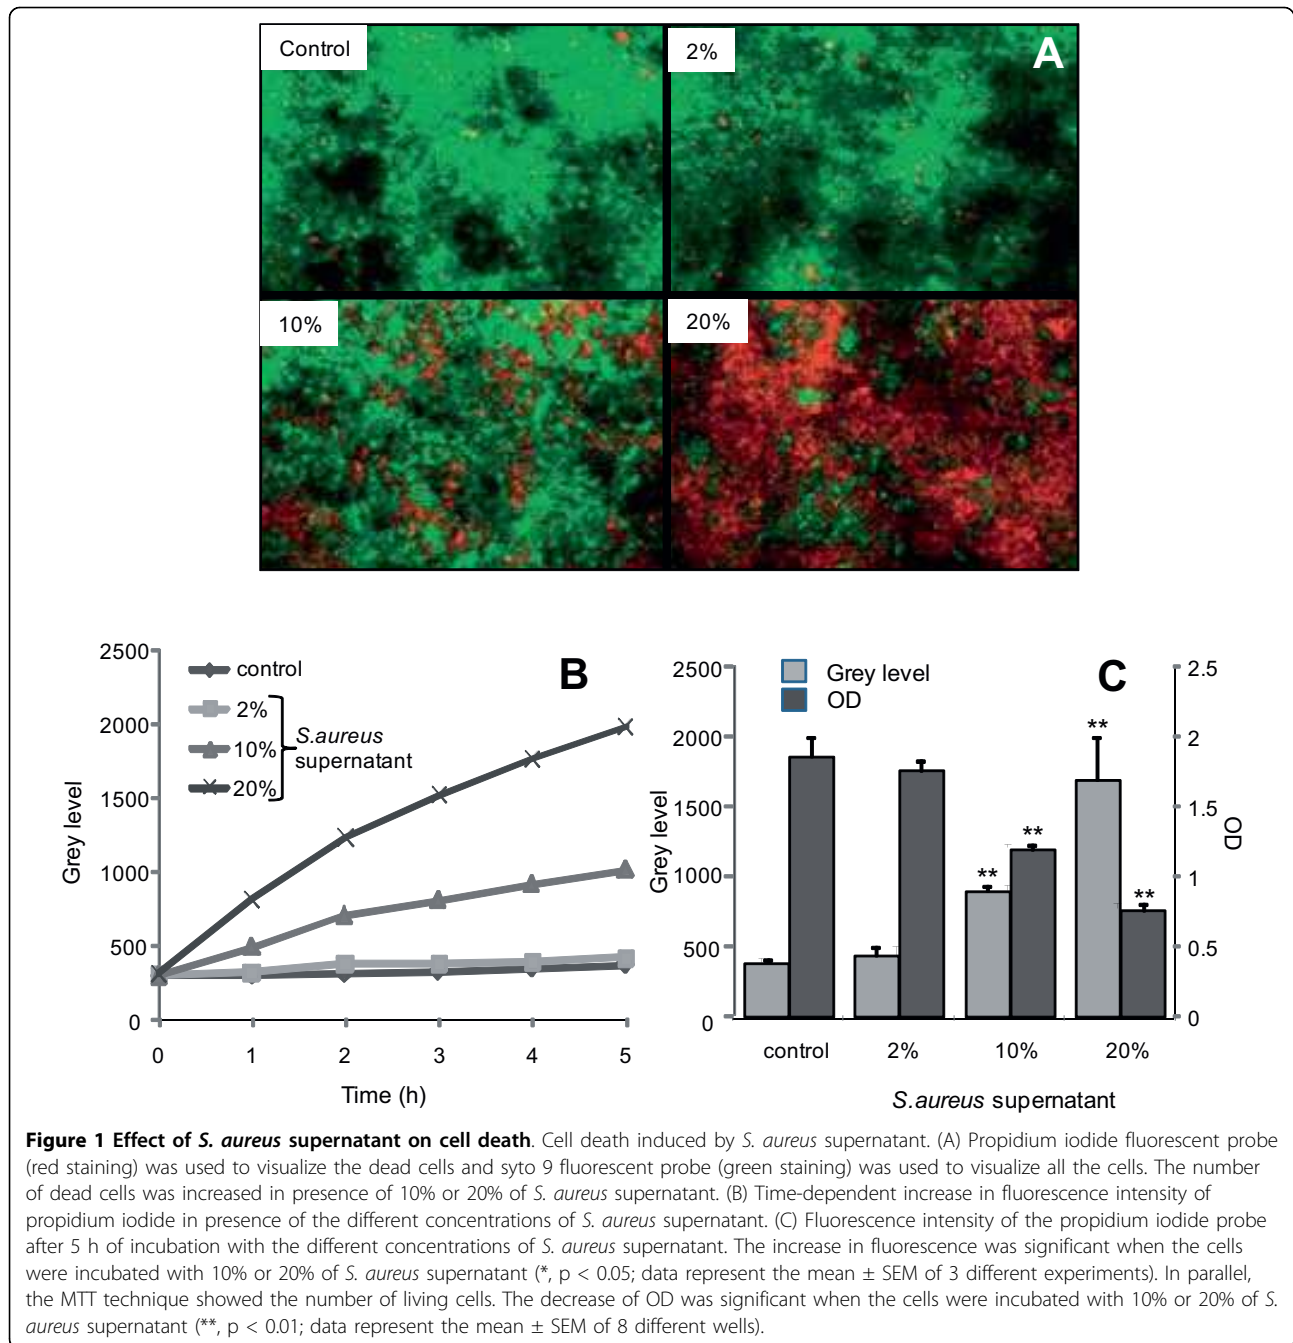 Control
2%
A
10%
20%
2500
2000
1500
1000
500
0
Grey level
control
2%
10%
20%
S.aureus
supernatant
B
0 1 2 3 4 5
Time (h)
2500
2000
1500
1000
500
0
Grey level
Grey level
OD
C
**
**
**
**
2.5
2
1.5
1
0.5
0
OD
control 2% 10% 20%
S.aureus supernatant
Figure 1 Effect of S. aureus supernatant on cell death. Cell death induced by S. aureus supernatant. (A) Propidium iodide fluorescent probe
(red staining) was used to visualize the dead cells and syto 9 fluorescent probe (green staining) was used to visualize all the cells. The number
of dead cells was increased in presence of 10% or 20% of S. aureus supernatant. (B) Time-dependent increase in fluorescence intensity of
propidium iodide in presence of the different concentrations of S. aureus supernatant. (C) Fluorescence intensity of the propidium iodide probe
after 5 h of incubation with the different concentrations of S. aureus supernatant. The increase in fluorescence was significant when the cells
were incubated with 10% or 20% of S. aureus supernatant (*, p < 0.05; data represent the mean ± SEM of 3 different experiments). In parallel,
the MTT technique showed the number of living cells. The decrease of OD was significant when the cells were incubated with 10% or 20% of S.
aureus supernatant (**, p < 0.01; data represent the mean ± SEM of 8 different wells).